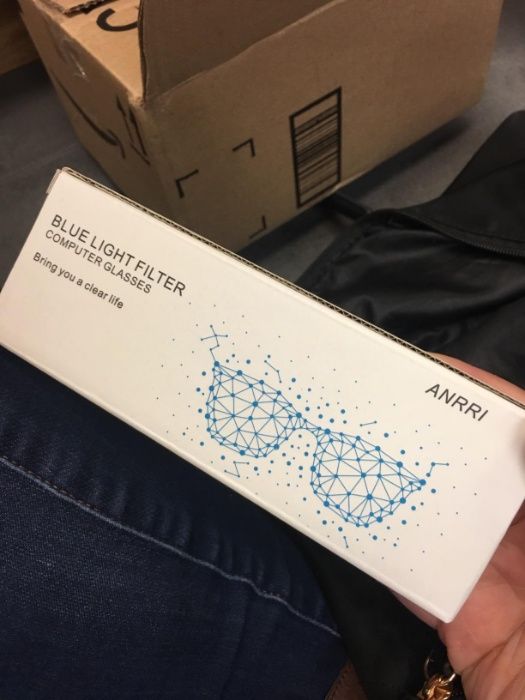 BLUE LIGHT FILTER
COMPUTER GLASSES
Bring you a clear life
ANRRI